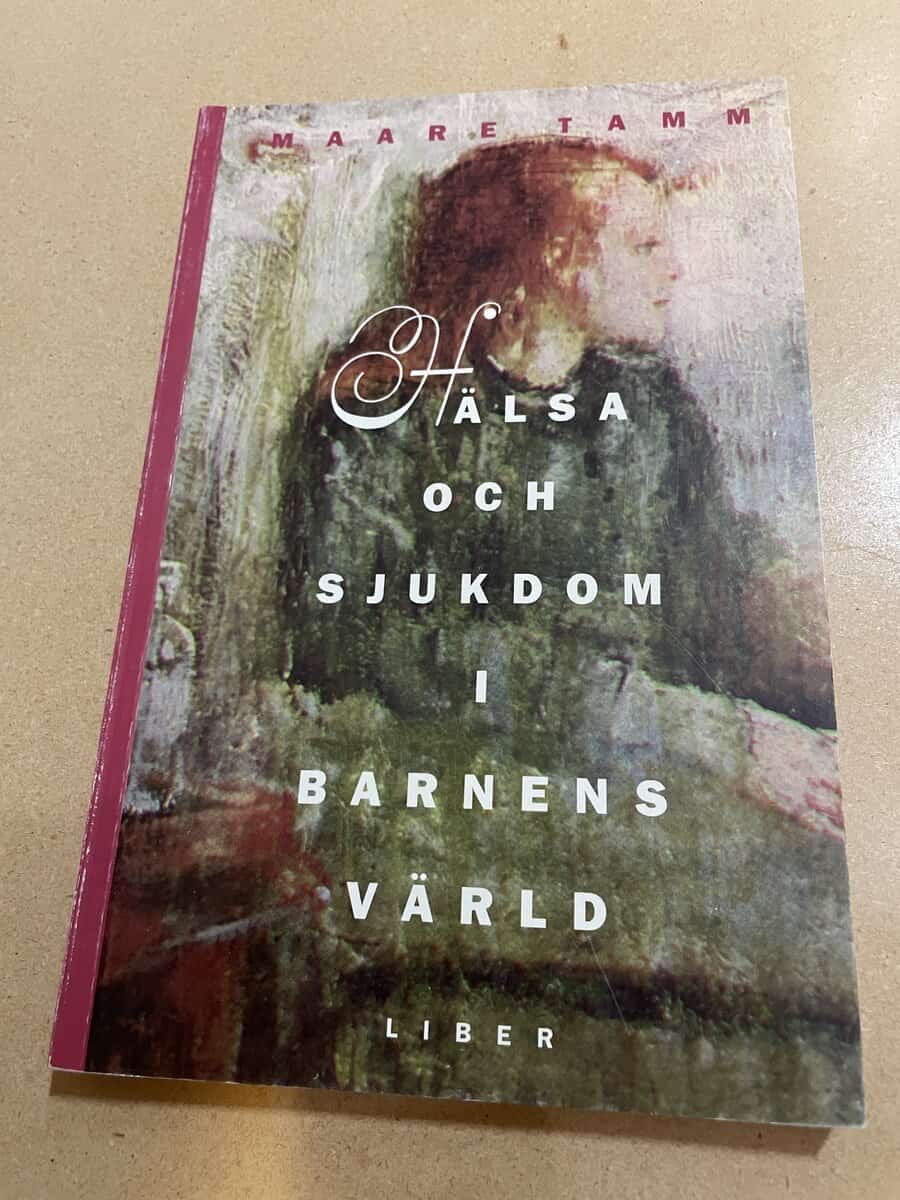 MAARE TAMM
HÄLSA
OCH
SJUKDOM
I
BARNENS
VÄRLD
LIBER